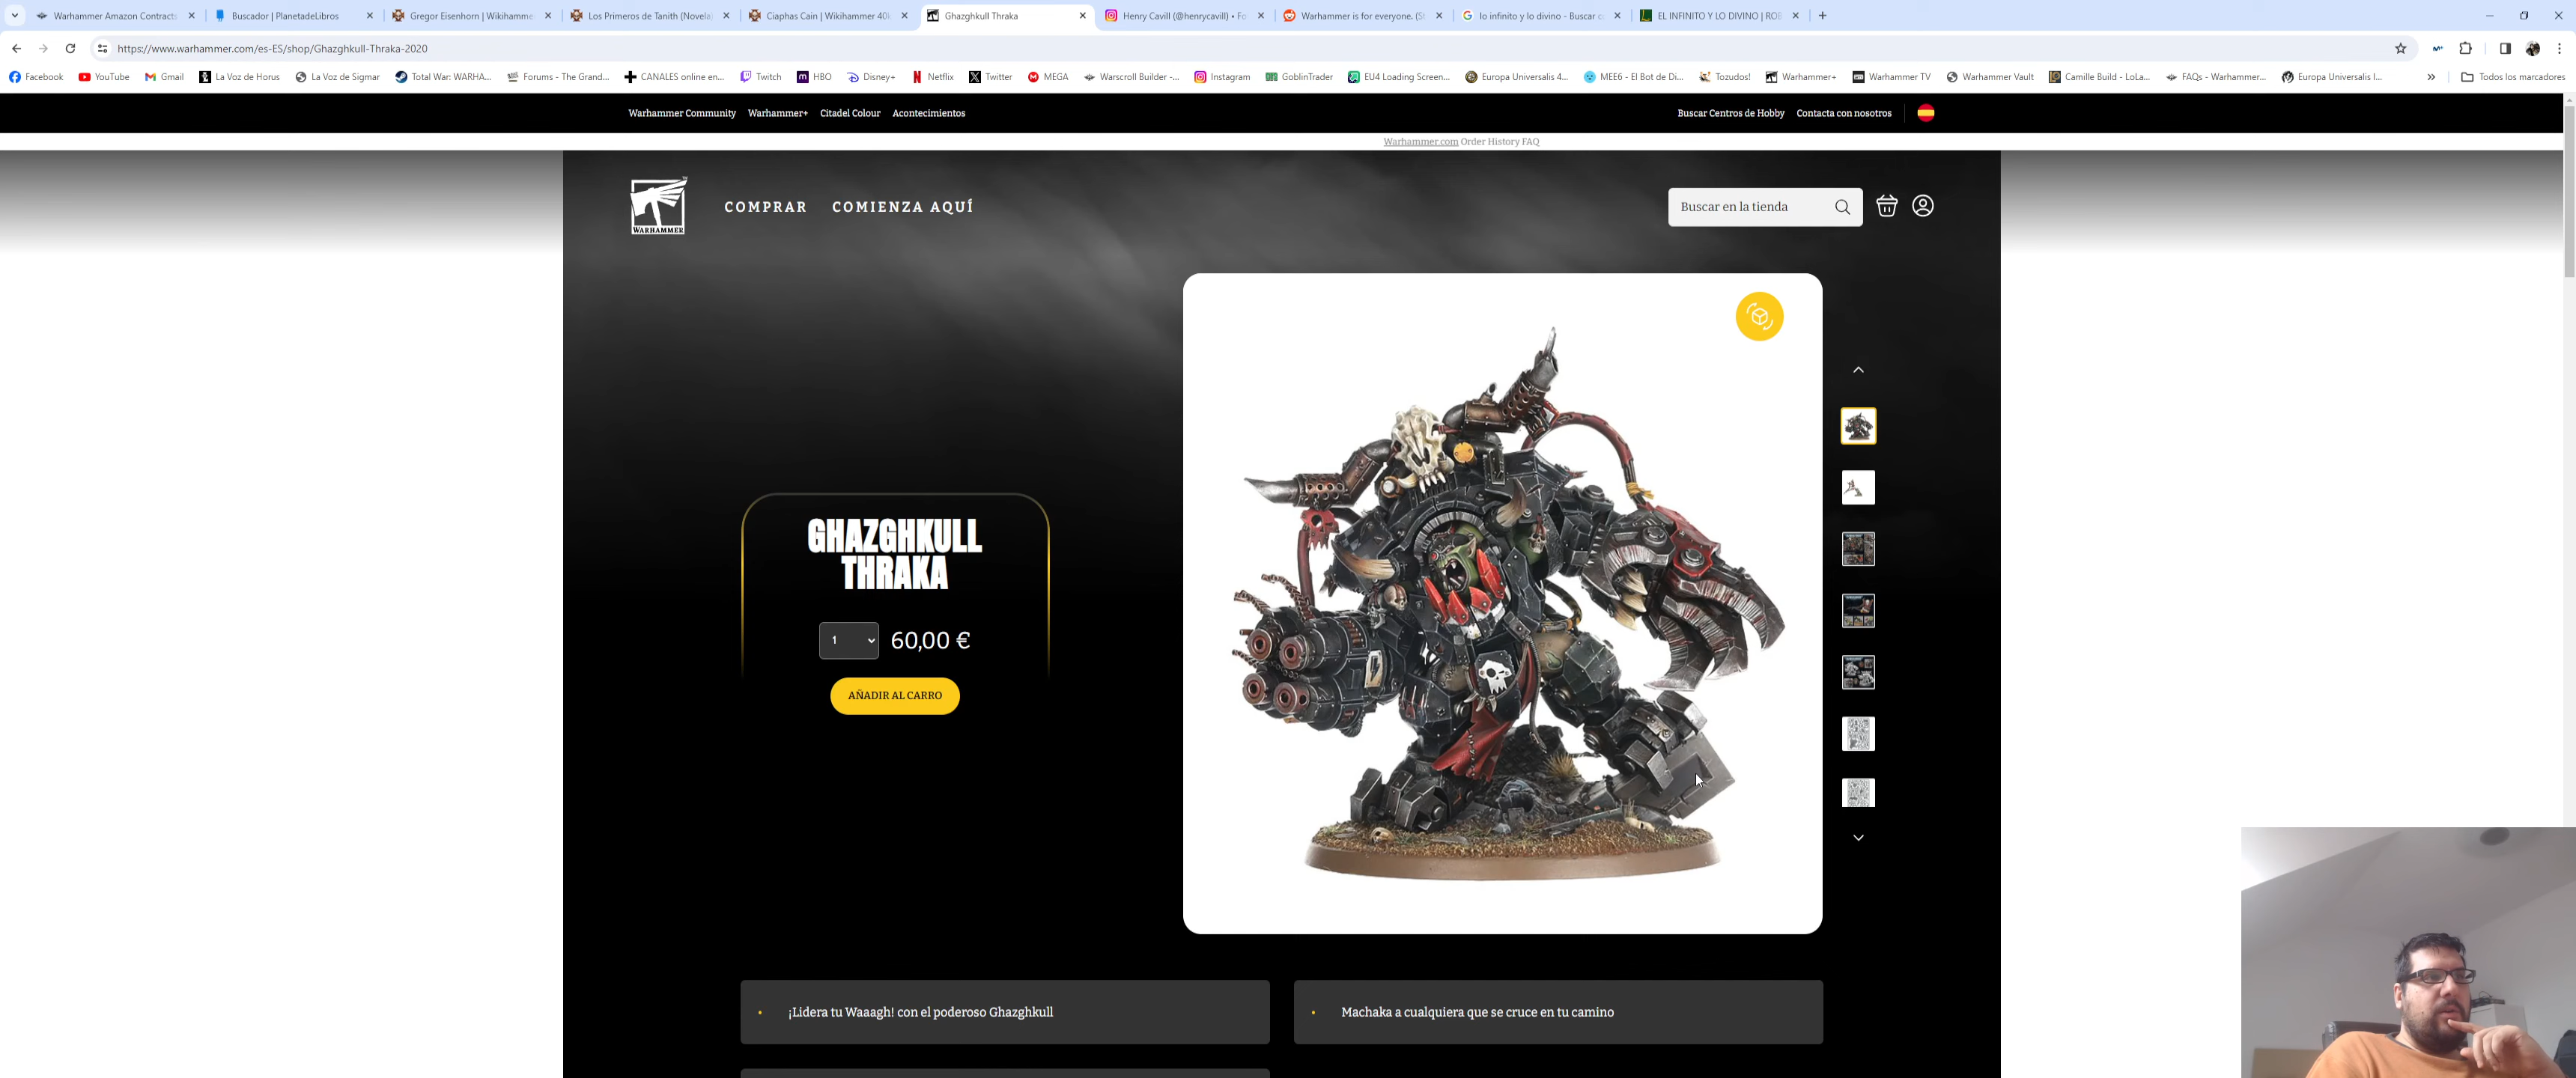 Warhammer Amazon Contracts
Buscador | PlanetadeLibros
Gregor Eisenhorn | Wikihamme
Los Primeros de Tanith (Novela)
Ciaphas Cain | Wikihammer 40k
Ghazghkull Thraka
Henry Cavill (@henrycavill) • Fo
Warhammer is for everyone. (St
lo infinito y lo divino - Buscar c
EL INFINITO Y LO DIVINO | ROB
https://www.warhammer.com/es-ES/shop/Ghazghkull-Thraka-2020
Facebook YouTube Gmail La Voz de Horus La Voz de Sigmar Total War: WARHA... Forums - The Grand... CANALES online en... Twitch HBO Disney+ Netflix Twitter MEGA Warscroll Builder -... Instagram GoblinTrader EU4 Loading Screen... Europa Universalis 4... MEE6 - El Bot de Di... Tozudos! Warhammer+ Warhammer TV Warhammer Vault Camille Build - LoLa... FAQs - Warhammer... Europa Universalis I... Todos los marcadores
Warhammer Community Warhammer+ Citadel Colour Acontecimientos Buscar Centros de Hobby Contacta con nosotros
Warhammer.com Order History FAQ
WARHAMMER
COMPRAR COMIENZA AQUÍ Buscar en la tienda
GHAZGHKULL
THRAKA
1 60,00 €
AÑADIR AL CARRO
¡Lidera tu Waaagh! con el poderoso Ghazghkull
Machaka a cualquiera que se cruce en tu camino